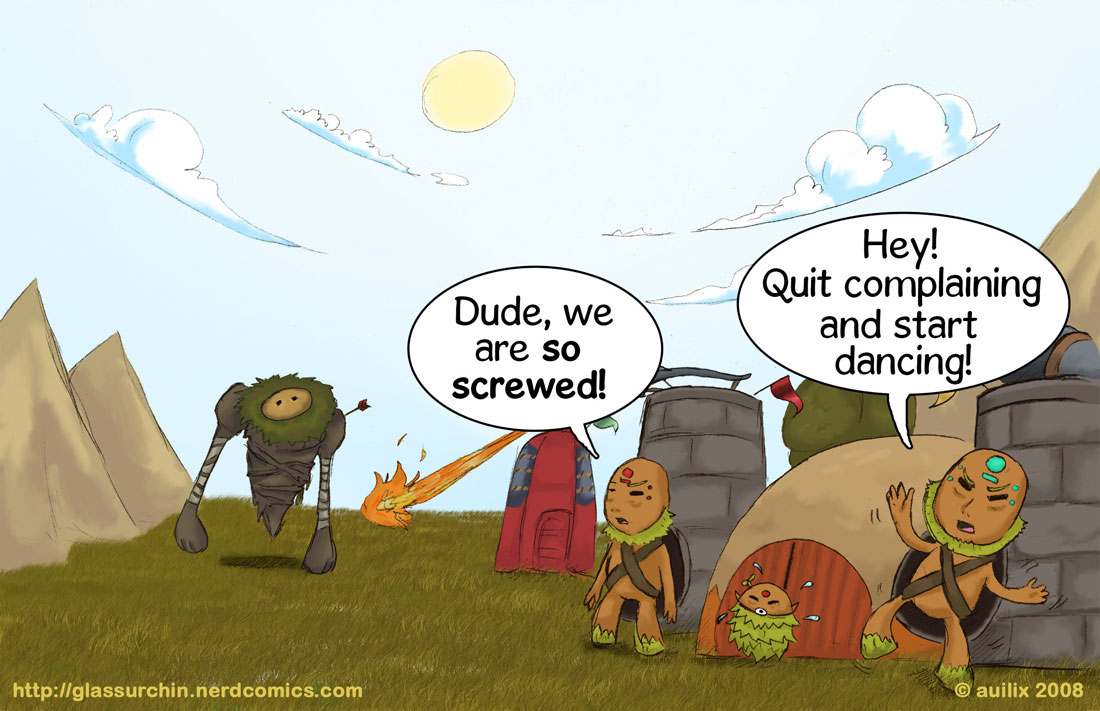 Dude, we
are so
screwed!
Hey!
Quit complaining
and start
dancing!
http://glassurchin.nerdcomics.com
© auilix 2008